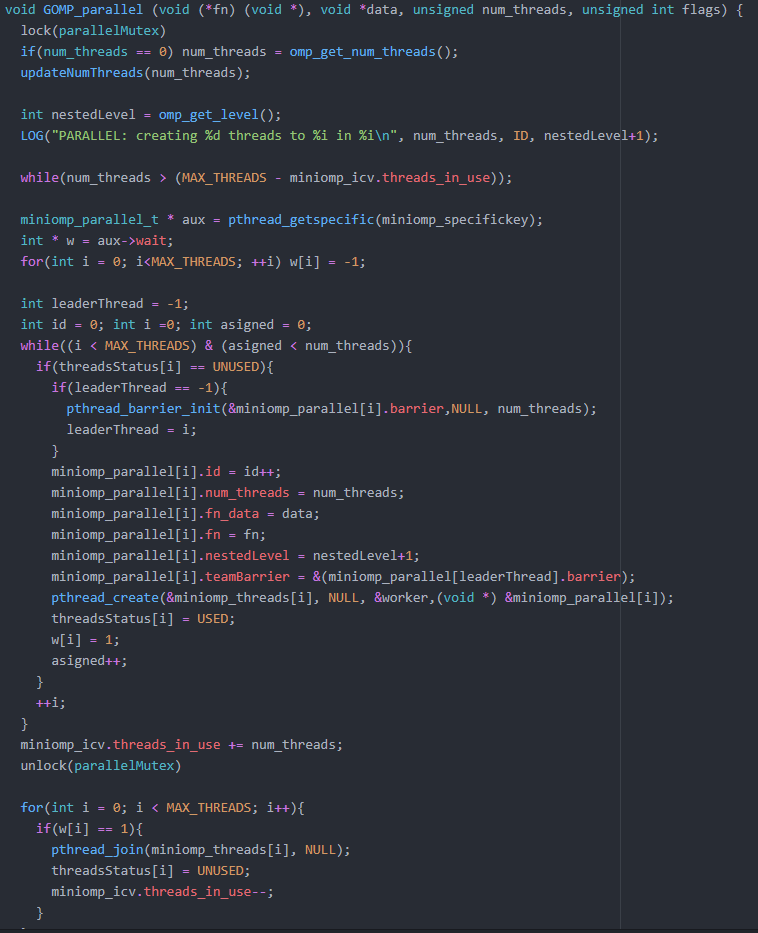 void GOMP_parallel (void (*fn) (void *), void *data, unsigned num_threads, unsigned int flags) {
  lock(parallelMutex)
  if(num_threads == 0) num_threads = omp_get_num_threads();
  updateNumThreads(num_threads);

  int nestedLevel = omp_get_level();
  LOG("PARALLEL: creating %d threads to %i in %i\n", num_threads, ID, nestedLevel+1);

  while(num_threads > (MAX_THREADS - miniomp_icv.threads_in_use));

  miniomp_parallel_t * aux = pthread_getspecific(miniomp_specifickey);
  int * w = aux->wait;
  for(int i = 0; i<MAX_THREADS; ++i) w[i] = -1;

  int leaderThread = -1;
  int id = 0; int i =0; int asigned = 0;
  while((i < MAX_THREADS) & (asigned < num_threads)){
    if(threadsStatus[i] == UNUSED){
      if(leaderThread == -1){
        pthread_barrier_init(&miniomp_parallel[i].barrier,NULL, num_threads);
        leaderThread = i;
      }
      miniomp_parallel[i].id = id++;
      miniomp_parallel[i].num_threads = num_threads;
      miniomp_parallel[i].fn_data = data;
      miniomp_parallel[i].fn = fn;
      miniomp_parallel[i].nestedLevel = nestedLevel+1;
      miniomp_parallel[i].teamBarrier = &(miniomp_parallel[leaderThread].barrier);
      pthread_create(&miniomp_threads[i], NULL, &worker,(void *) &miniomp_parallel[i]);
      threadsStatus[i] = USED;
      w[i] = 1;
      asigned++;
    }
    ++i;
  }
  miniomp_icv.threads_in_use += num_threads;
  unlock(parallelMutex)

  for(int i = 0; i < MAX_THREADS; i++){
    if(w[i] == 1){
      pthread_join(miniomp_threads[i], NULL);
      threadsStatus[i] = UNUSED;
      miniomp_icv.threads_in_use--;
    }